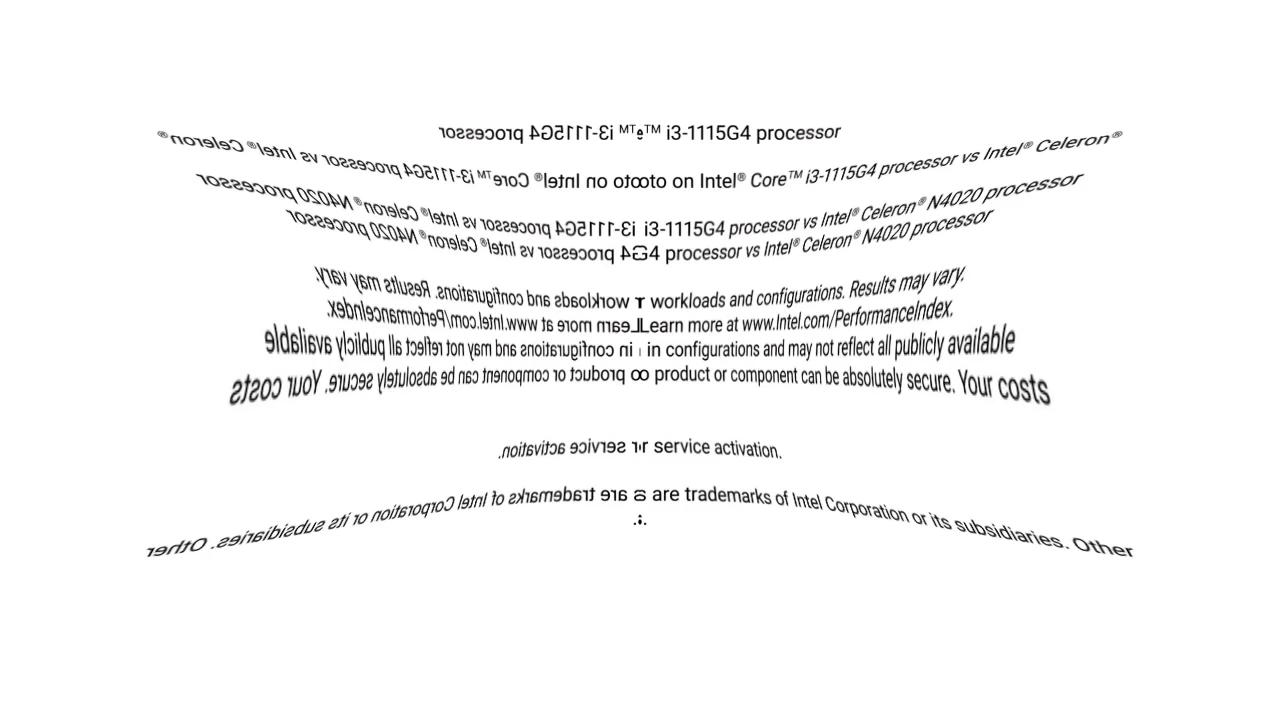 i3-1115G4 processor
on Intel® Core™ i3-1115G4 processor vs Intel® Celeron®
i3-1115G4 processor vs Intel® Celeron® N4020 processor
processor vs Intel® Celeron® N4020 processor
workloads and configurations. Results may vary.
Learn more at www.Intel.com/PerformanceIndex.
in configurations and may not reflect all publicly available
product or component can be absolutely secure. Your costs
service activation.
are trademarks of Intel Corporation or its subsidiaries. Other